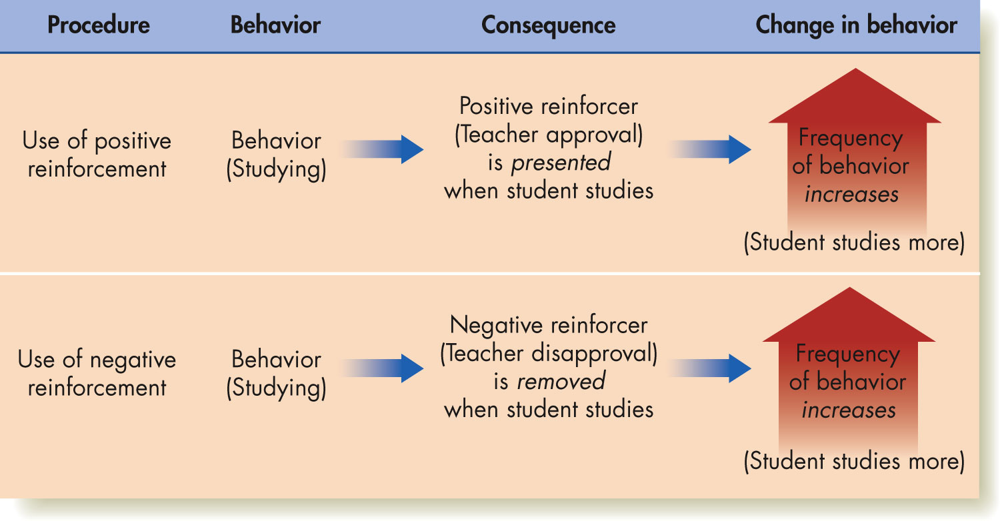 Procedure Behavior Consequence Change in behavior
Use of positive
reinforcement
Behavior
(Studying)
Positive reinforcer
(Teacher approval)
is presented
when student studies
Frequency
of behavior
increases
(Student studies more)
Use of negative
reinforcement
Behavior
(Studying)
Negative reinforcer
(Teacher disapproval)
is removed
when student studies
Frequency
of behavior
increases
(Student studies more)